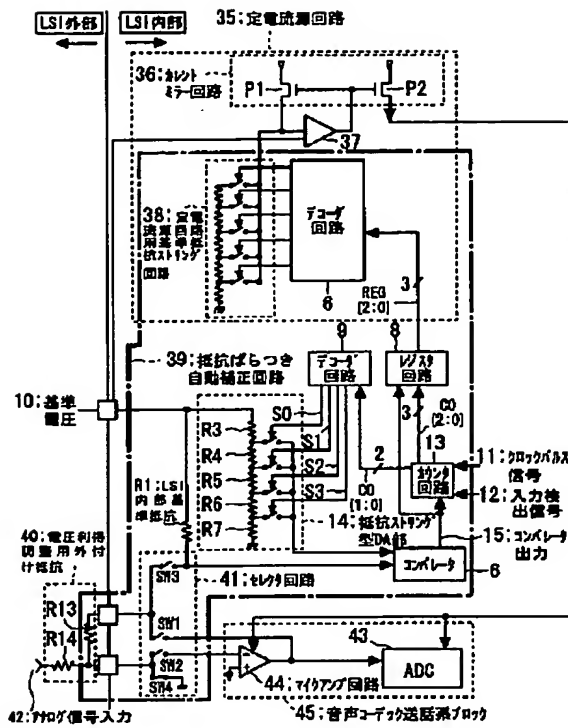 LSI外部
LSI内部
35:定電流源回路
36:カレント
ミラー回路
P1
P2
37
38:定電
流源回路
用基準抵
抗ストリング
回路
デコーダ
回路
6
REG
[2:0]
3
39:抵抗ばらつき
自動補正回路
9
デコーダ
回路
8
レジスタ
回路
10:基準
電圧
S0
S1
S2
S3
R3
R4
R5
R6
R7
2
CO
[1:0]
3
CO
[2:0]
13
カウンタ
回路
11:クロックパルス
信号
12:入力検
出信号
R1:LSI
内部基
準抵抗
14:抵抗ストリング
型DA部
15:コンパレータ
出力
コンパレータ
6
40:電圧利得
調整用外付
け抵抗
R13
R14
SW3
41:セレクタ回路
SW1
SW2
SW4
42:アナログ信号入力
43
ADC
44:マイクアンプ回路
45:音声コーデック送話系ブロック